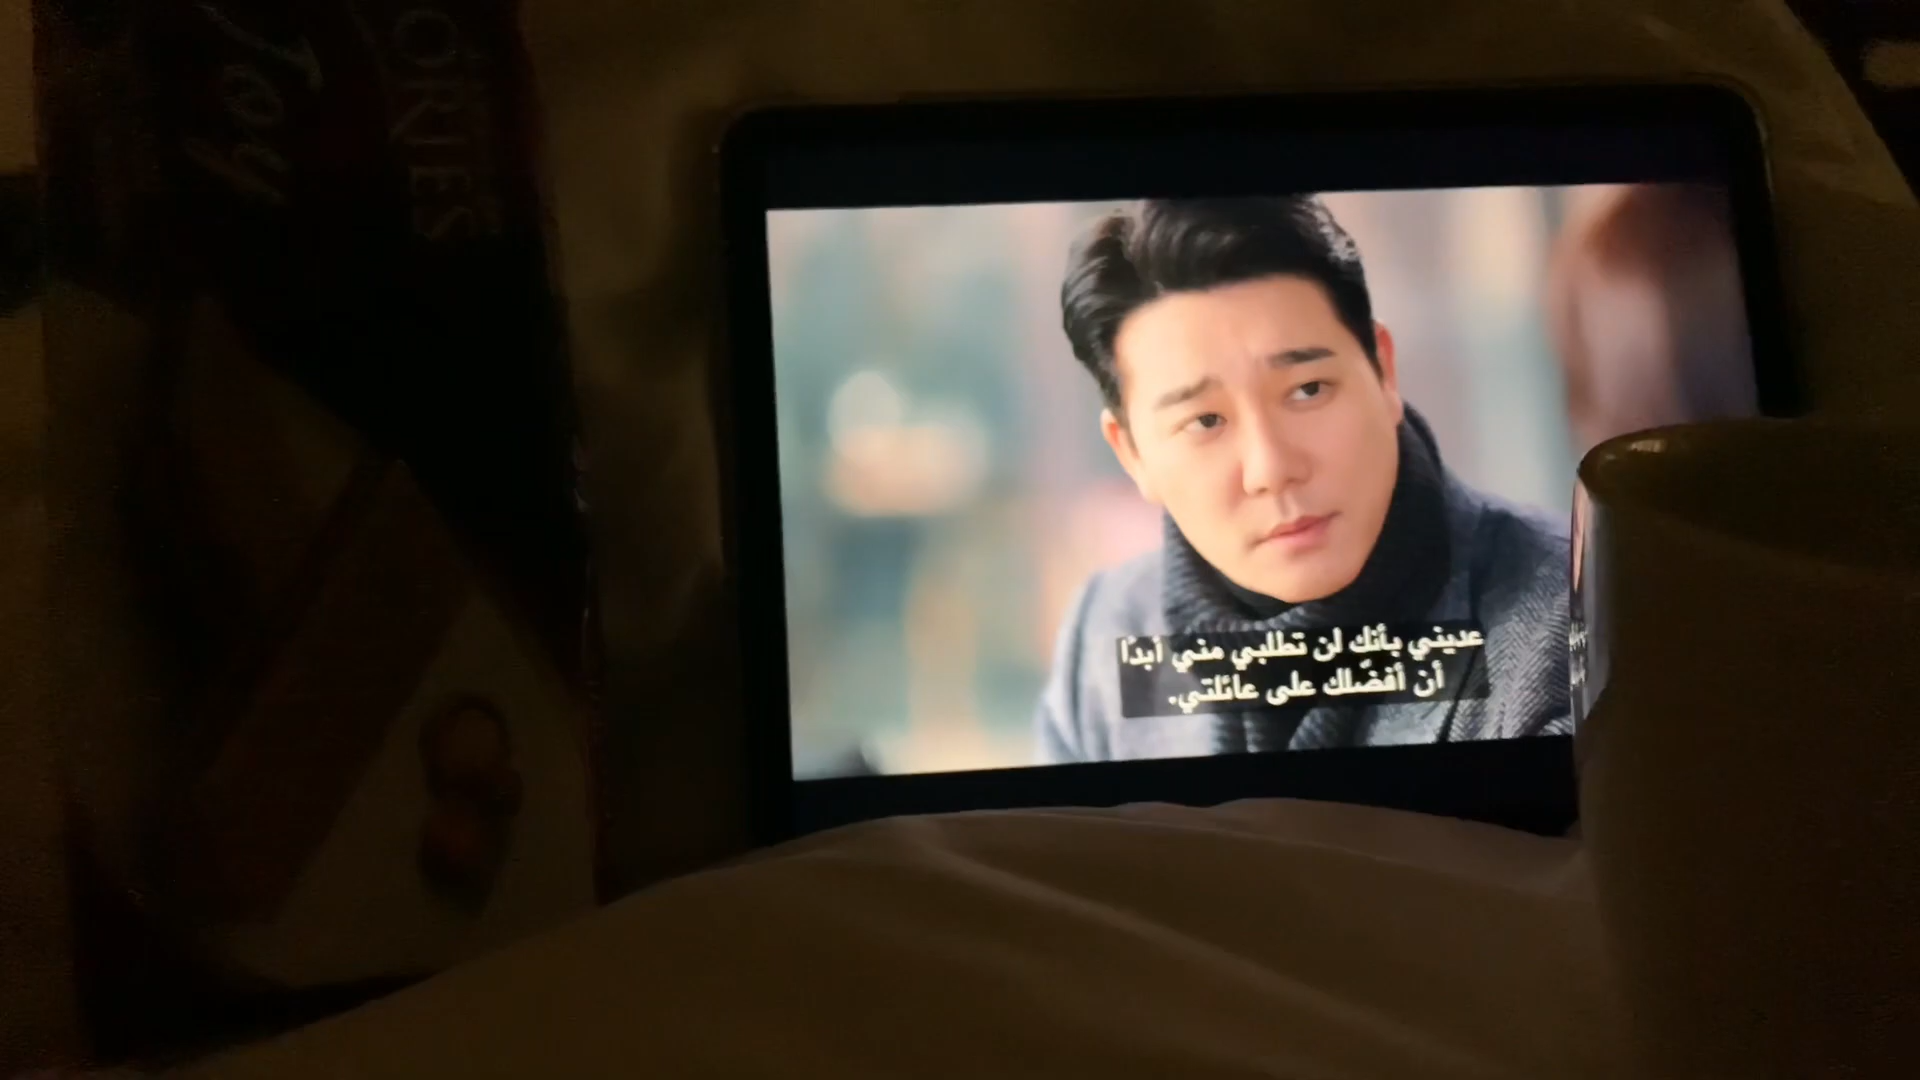 عديني بأنك لن تطلبي مني أبدًا
أن أفضّلك على عائلتي.